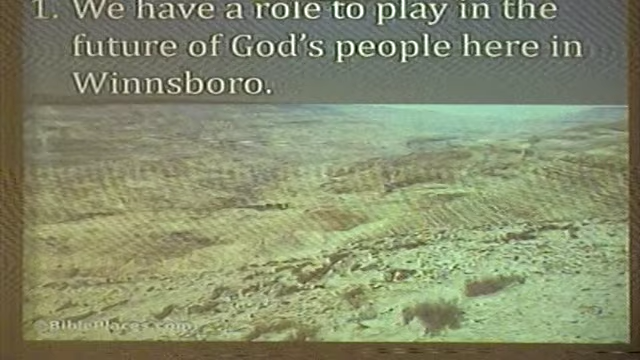 1. We have a role to play in the
future of God's people here in
Winnsboro.
©BiblePlaces.com